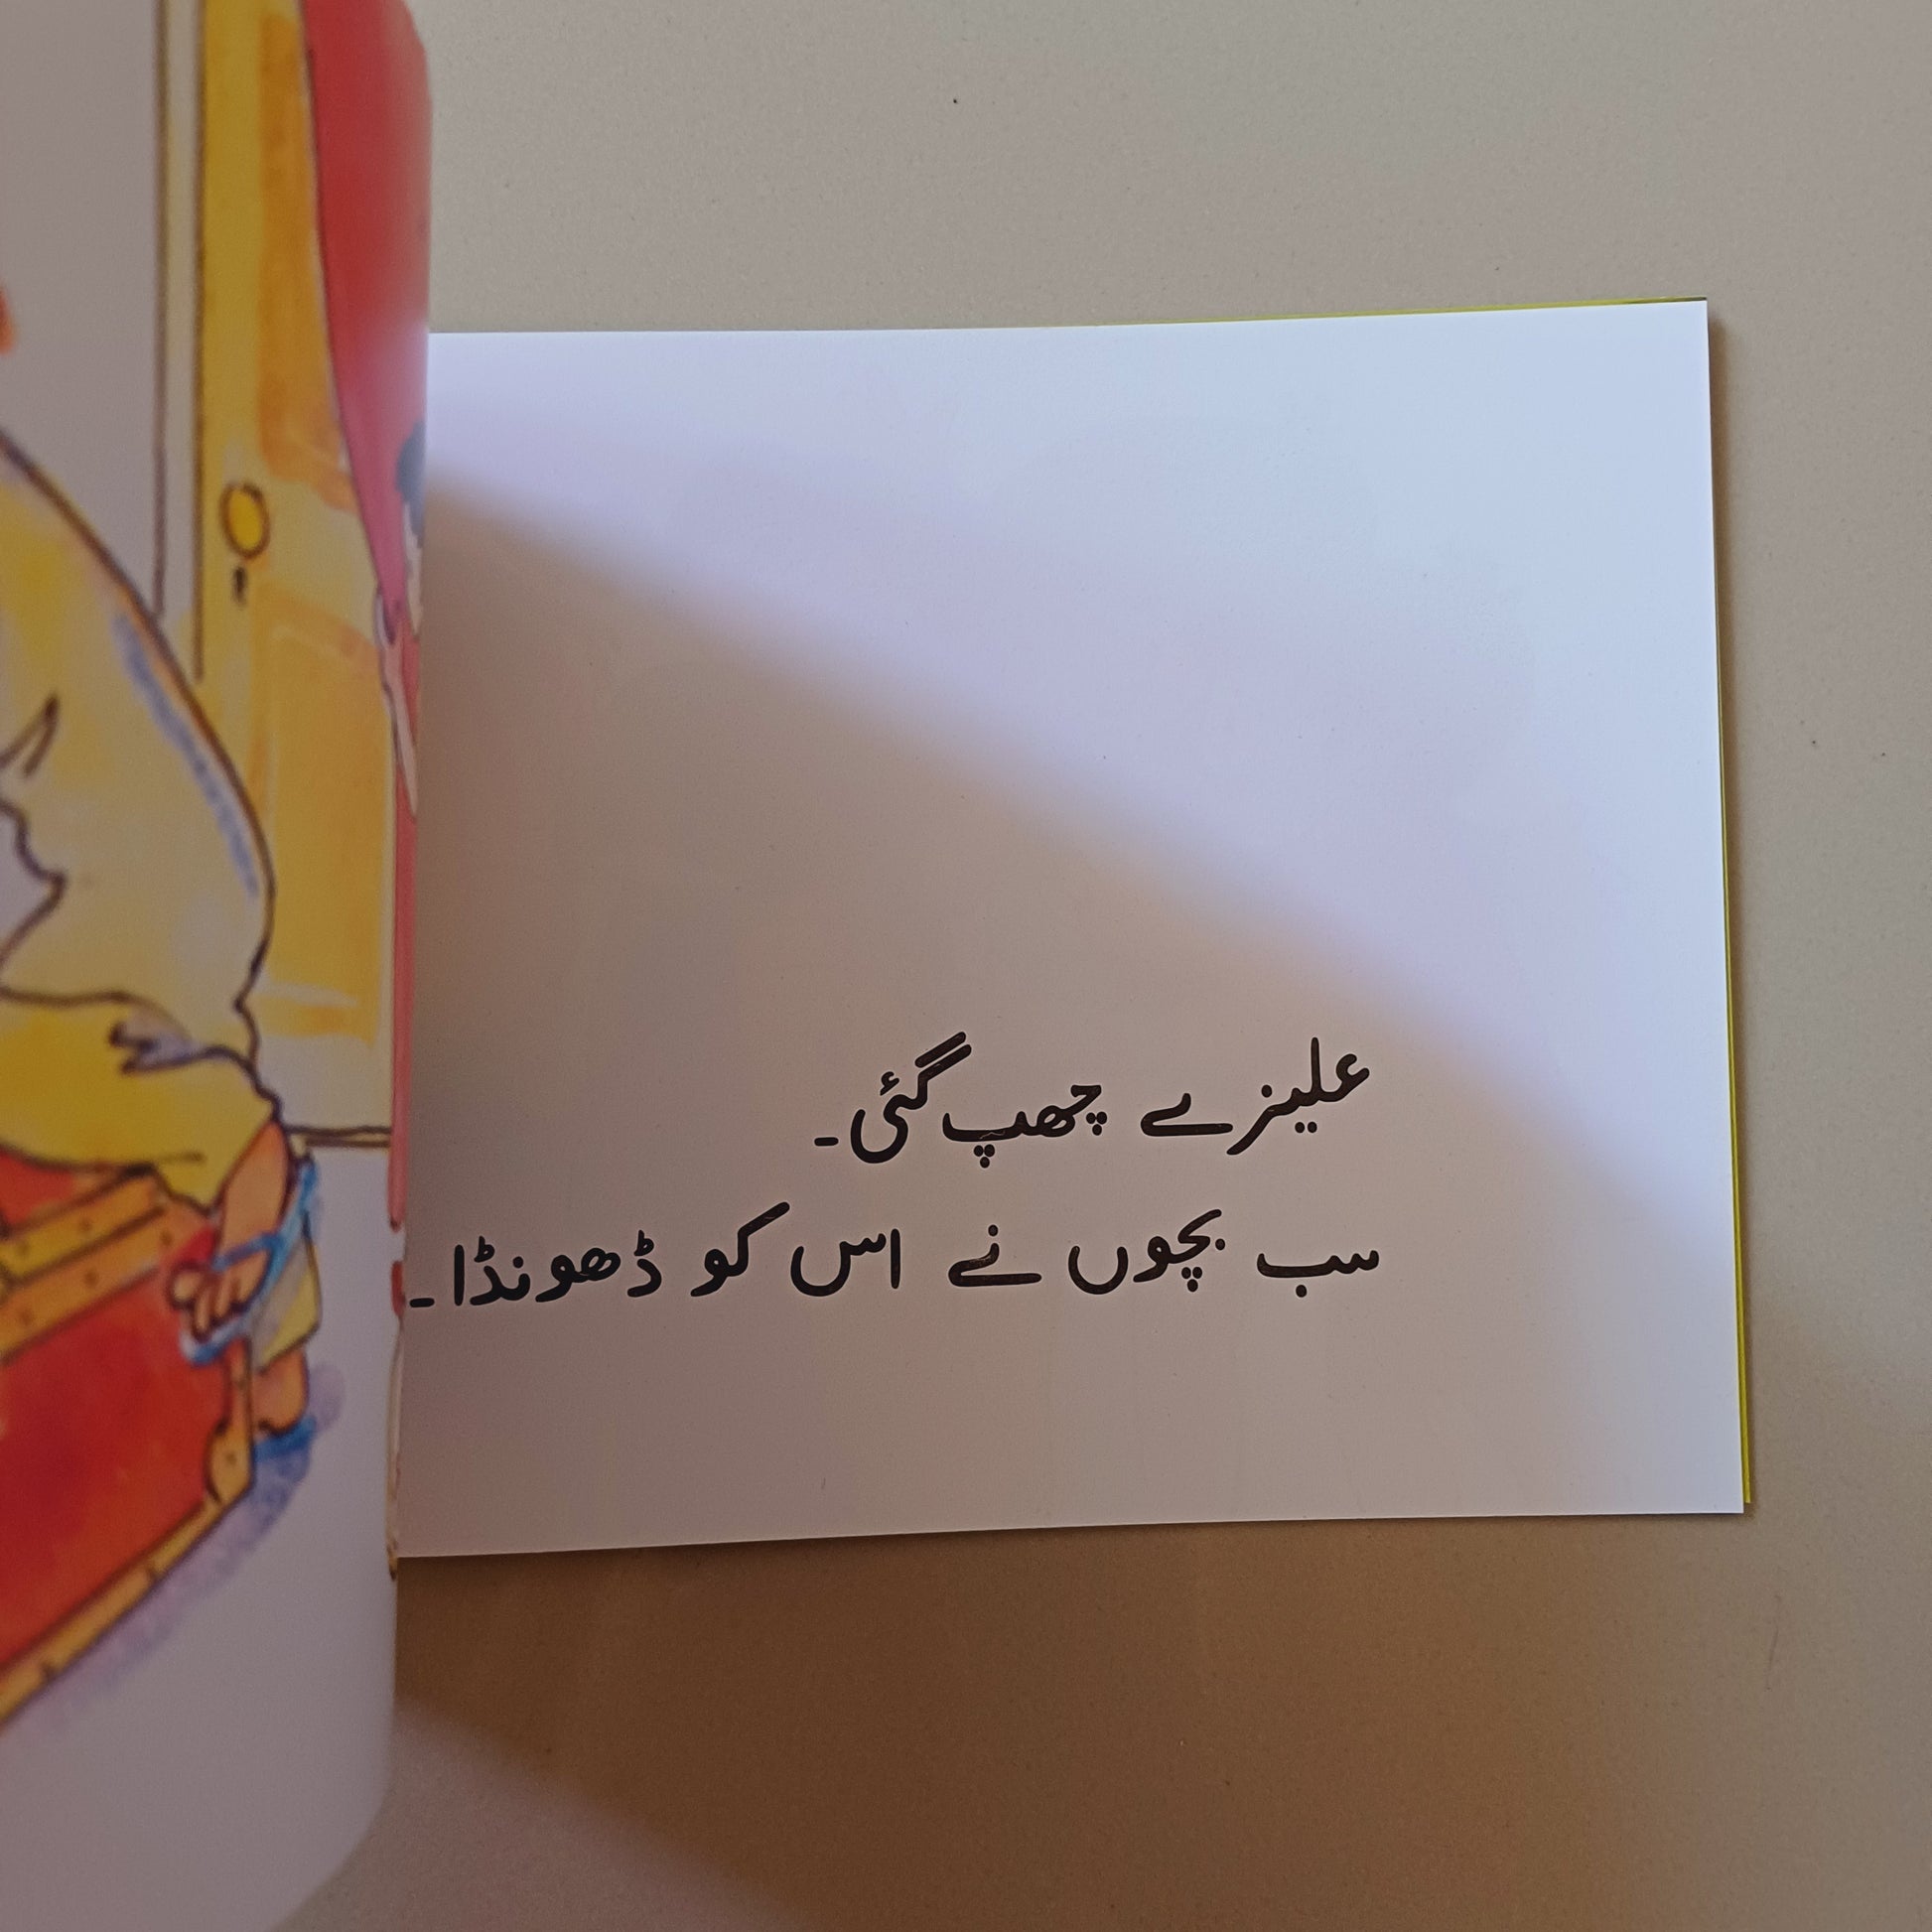 علیزے چھپ گئی۔
سب بچوں نے اس کو ڈھونڈا۔